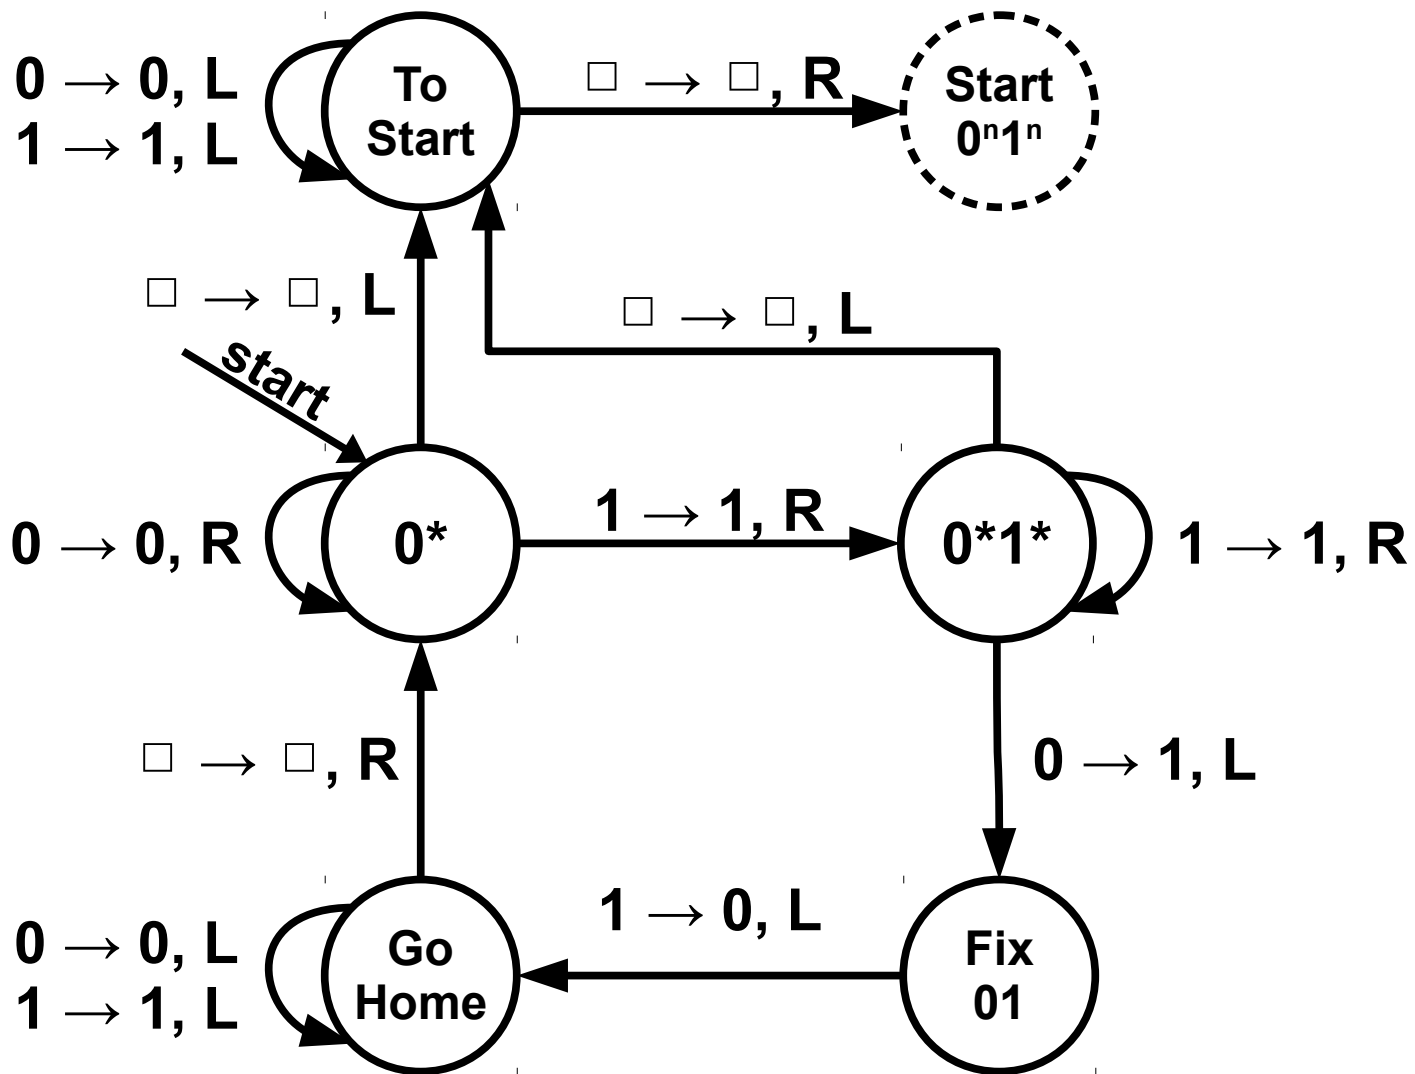 0 → 0, L
1 → 1, L
To
Start
□ → □, R
Start
0ⁿ1ⁿ
□ → □, L
□ → □, L
start
0 → 0, R
0*
1 → 1, R
0*1*
1 → 1, R
□ → □, R
0 → 1, L
0 → 0, L
1 → 1, L
Go
Home
1 → 0, L
Fix
01